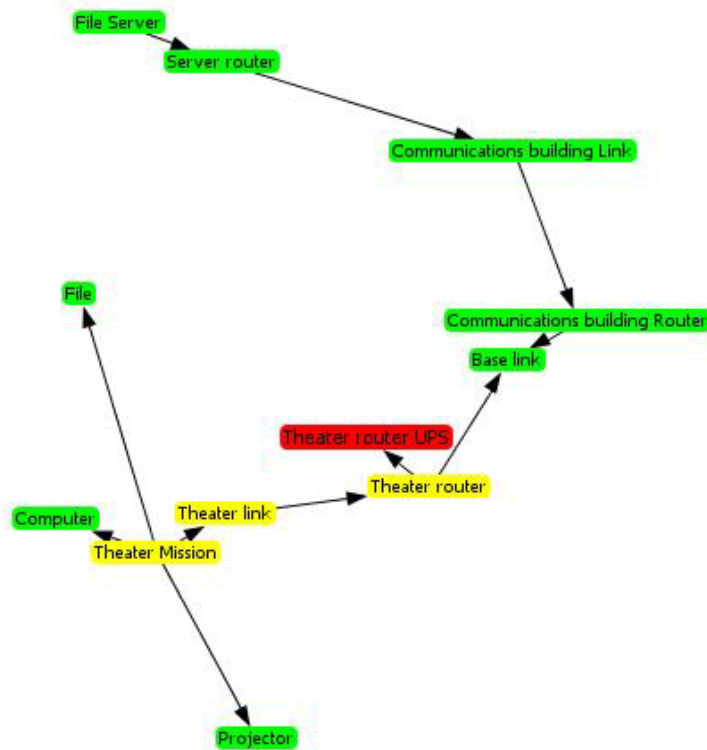 File Server
Server router
Communications building Link
File
Communications building Router
Base link
Theater router UPS
Theater router
Theater link
Computer
Theater Mission
Projector